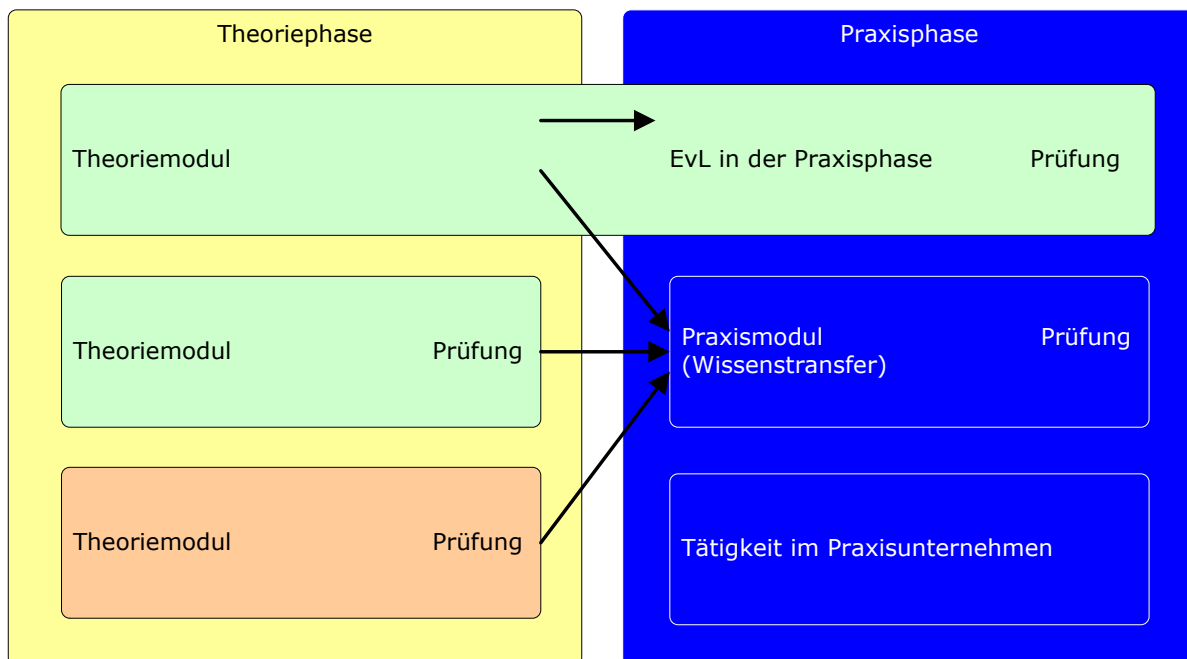 Theoriephase
Praxisphase
Theoriemodul
EvL in der Praxisphase
Prüfung
Theoriemodul
Prüfung
Praxismodul
(Wissenstransfer)
Prüfung
Theoriemodul
Prüfung
Tätigkeit im Praxisunternehmen